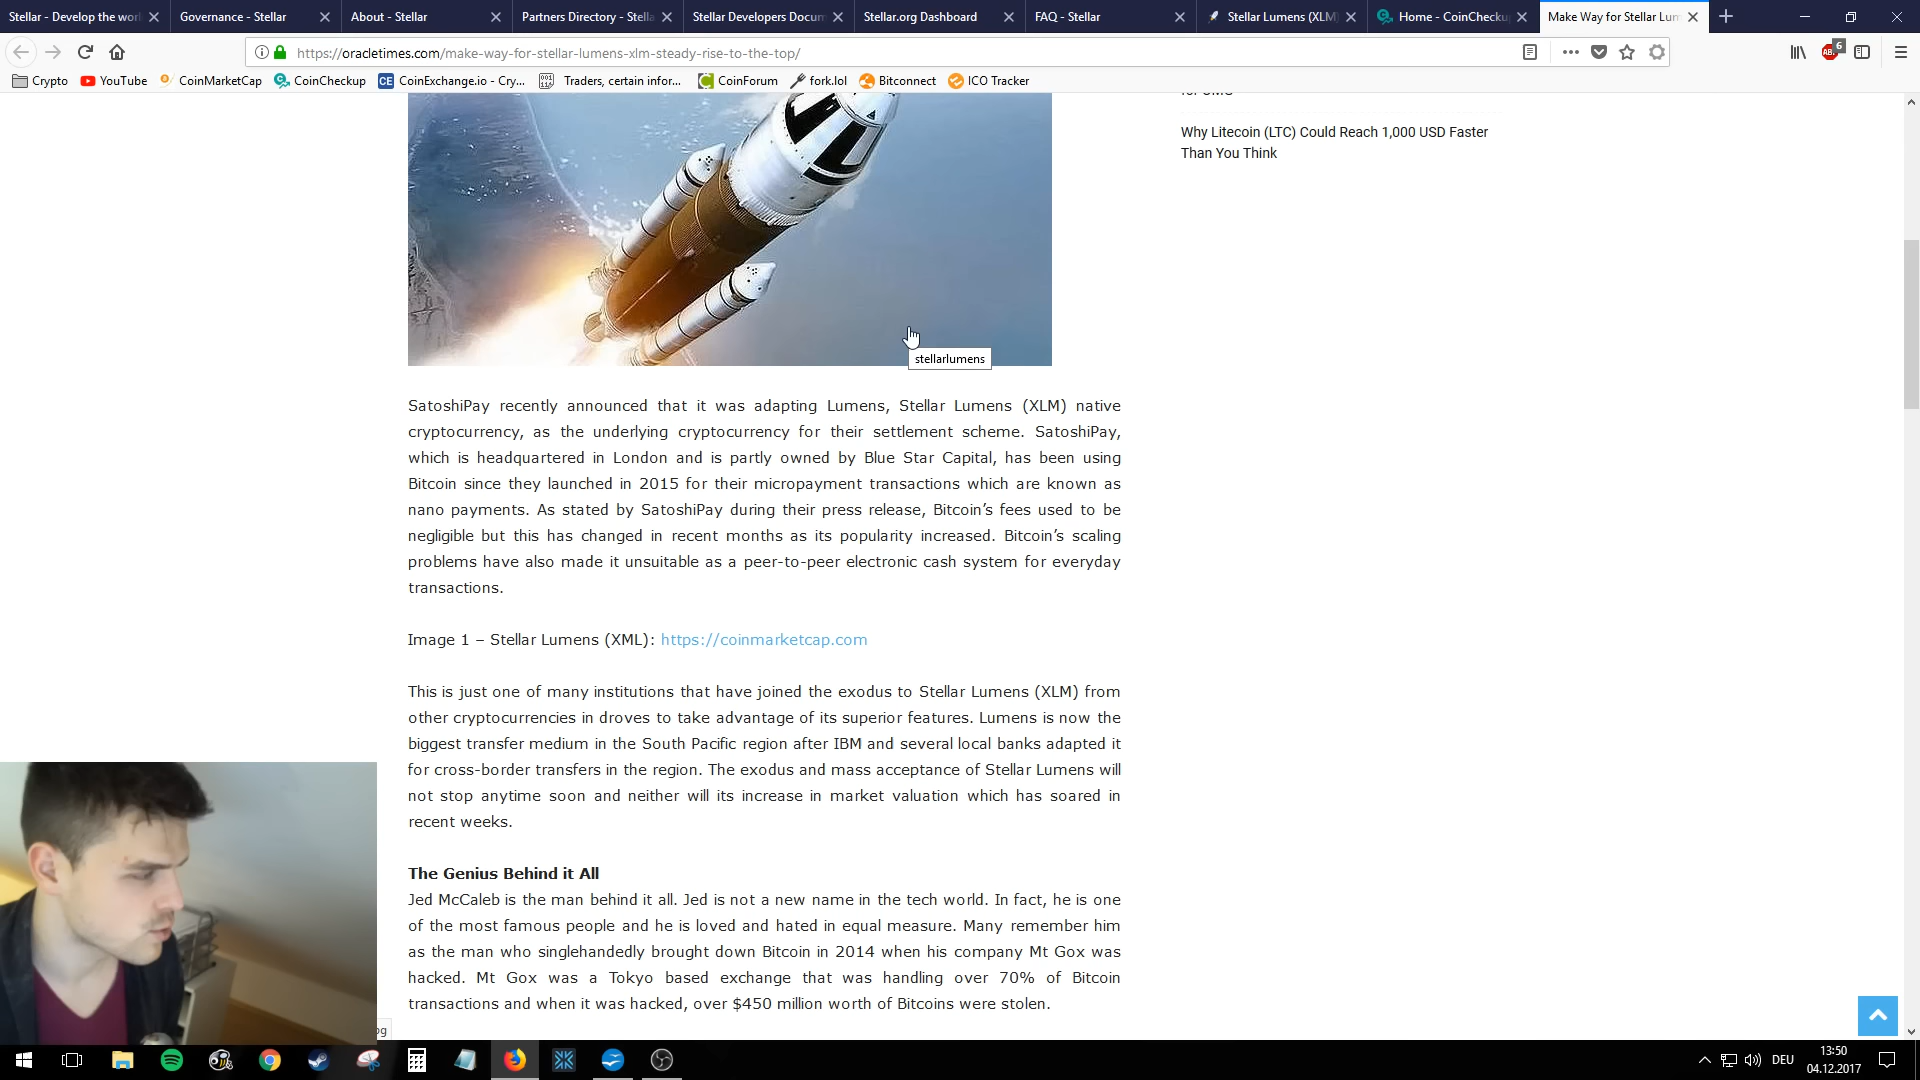 Stellar - Develop the worl
Governance - Stellar
About - Stellar
Partners Directory - Stella
Stellar Developers Docum
Stellar.org Dashboard
FAQ - Stellar
Stellar Lumens (XLM)
Home - CoinCheckup
Make Way for Stellar Lum
https://oracletimes.com/make-way-for-stellar-lumens-xlm-steady-rise-to-the-top/
6
ABP
Crypto
YouTube
CoinMarketCap
CoinCheckup
CE CoinExchange.io - Cry...
Traders, certain infor...
CoinForum
fork.lol
Bitconnect
ICO Tracker
Why Litecoin (LTC) Could Reach 1,000 USD Faster
Than You Think
stellarlumens
SatoshiPay recently announced that it was adapting Lumens, Stellar Lumens (XLM) native
cryptocurrency, as the underlying cryptocurrency for their settlement scheme. SatoshiPay,
which is headquartered in London and is partly owned by Blue Star Capital, has been using
Bitcoin since they launched in 2015 for their micropayment transactions which are known as
nano payments. As stated by SatoshiPay during their press release, Bitcoin’s fees used to be
negligible but this has changed in recent months as its popularity increased. Bitcoin’s scaling
problems have also made it unsuitable as a peer-to-peer electronic cash system for everyday
transactions.
Image 1 – Stellar Lumens (XML): https://coinmarketcap.com
This is just one of many institutions that have joined the exodus to Stellar Lumens (XLM) from
other cryptocurrencies in droves to take advantage of its superior features. Lumens is now the
biggest transfer medium in the South Pacific region after IBM and several local banks adapted it
for cross-border transfers in the region. The exodus and mass acceptance of Stellar Lumens will
not stop anytime soon and neither will its increase in market valuation which has soared in
recent weeks.
The Genius Behind it All
Jed McCaleb is the man behind it all. Jed is not a new name in the tech world. In fact, he is one
of the most famous people and he is loved and hated in equal measure. Many remember him
as the man who singlehandedly brought down Bitcoin in 2014 when his company Mt Gox was
hacked. Mt Gox was a Tokyo based exchange that was handling over 70% of Bitcoin
transactions and when it was hacked, over $450 million worth of Bitcoins were stolen.
DEU
13:50
04.12.2017